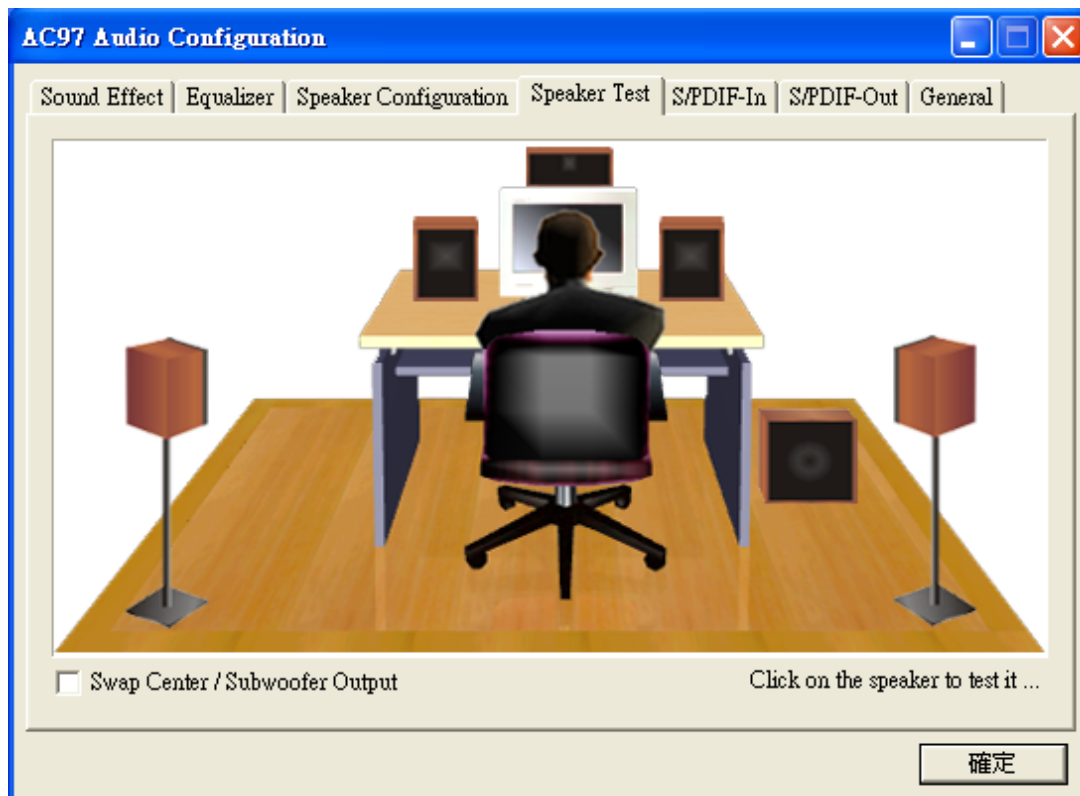 AC97 Audio Configuration
Sound Effect Equalizer Speaker Configuration Speaker Test S/PDIF-In S/PDIF-Out General
Swap Center / Subwoofer Output Click on the speaker to test it ...
確定